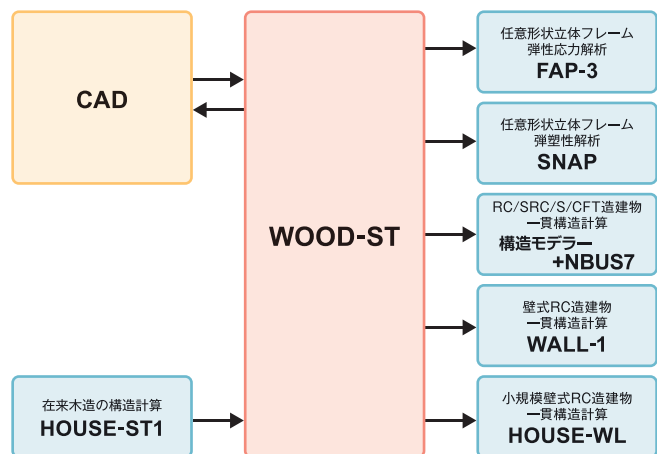 CAD
WOOD-ST
在来木造の構造計算
HOUSE-ST1
任意形状立体フレーム
弾性応力解析
FAP-3
任意形状立体フレーム
弾塑性解析
SNAP
RC/SRC/S/CFT造建物
一貫構造計算
構造モデラー
+NBUS7
壁式RC造建物
一貫構造計算
WALL-1
小規模壁式RC造建物
一貫構造計算
HOUSE-WL